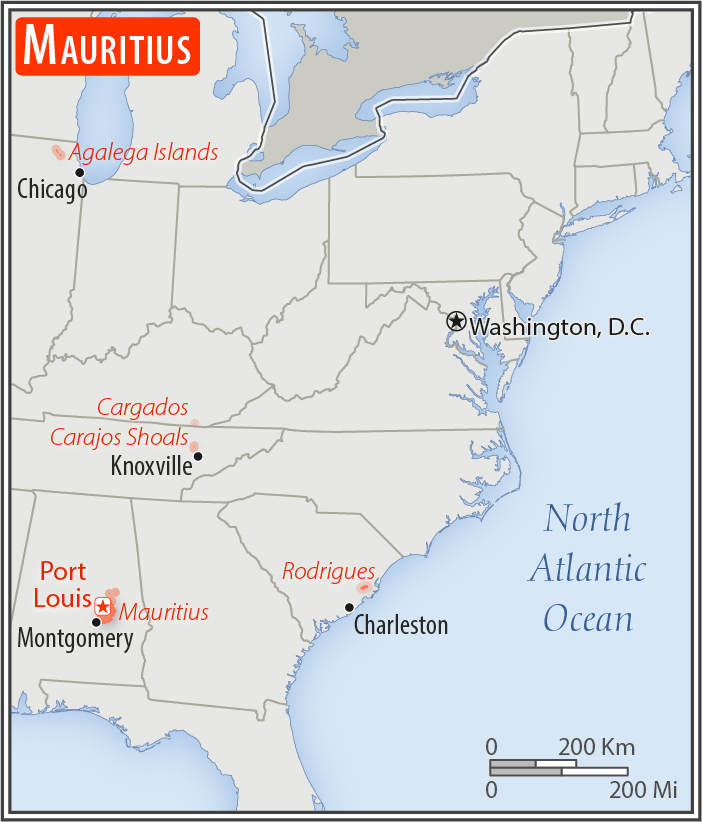 MAURITIUS
Agalega Islands
Chicago
Washington, D.C.
Cargados
Carajos Shoals
Knoxville
North
Atlantic
Ocean
Port
Louis
Mauritius
Montgomery
Rodrigues
Charleston
0 200 Km
0 200 Mi